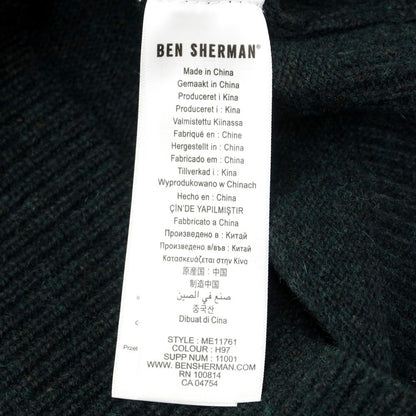 BEN SHERMAN®
Made in China
Gemaakt in China
Produceret i Kina
Produceret i : Kina
Valmistettu Kiinassa
Fabriqué en : Chine
Hergestellt in : China
Fabricado em : China
Tillverkad i : Kina
Wyprodukowano w Chinach
Hecho en : China
ÇİN'DE YAPILMIŞTIR
Fabbricato a China
Произведено в : Китай
Произведено в/във : Китай
Κατασκευάζεται στην Κίνα
原産国 : 中国
制造中国
صنع في الصين
중국산
Dibuat di Cina
STYLE : ME11761
COLOUR : H97
SUPP NUM : 11001
WWW.BENSHERMAN.COM
RN 100814
CA 04754